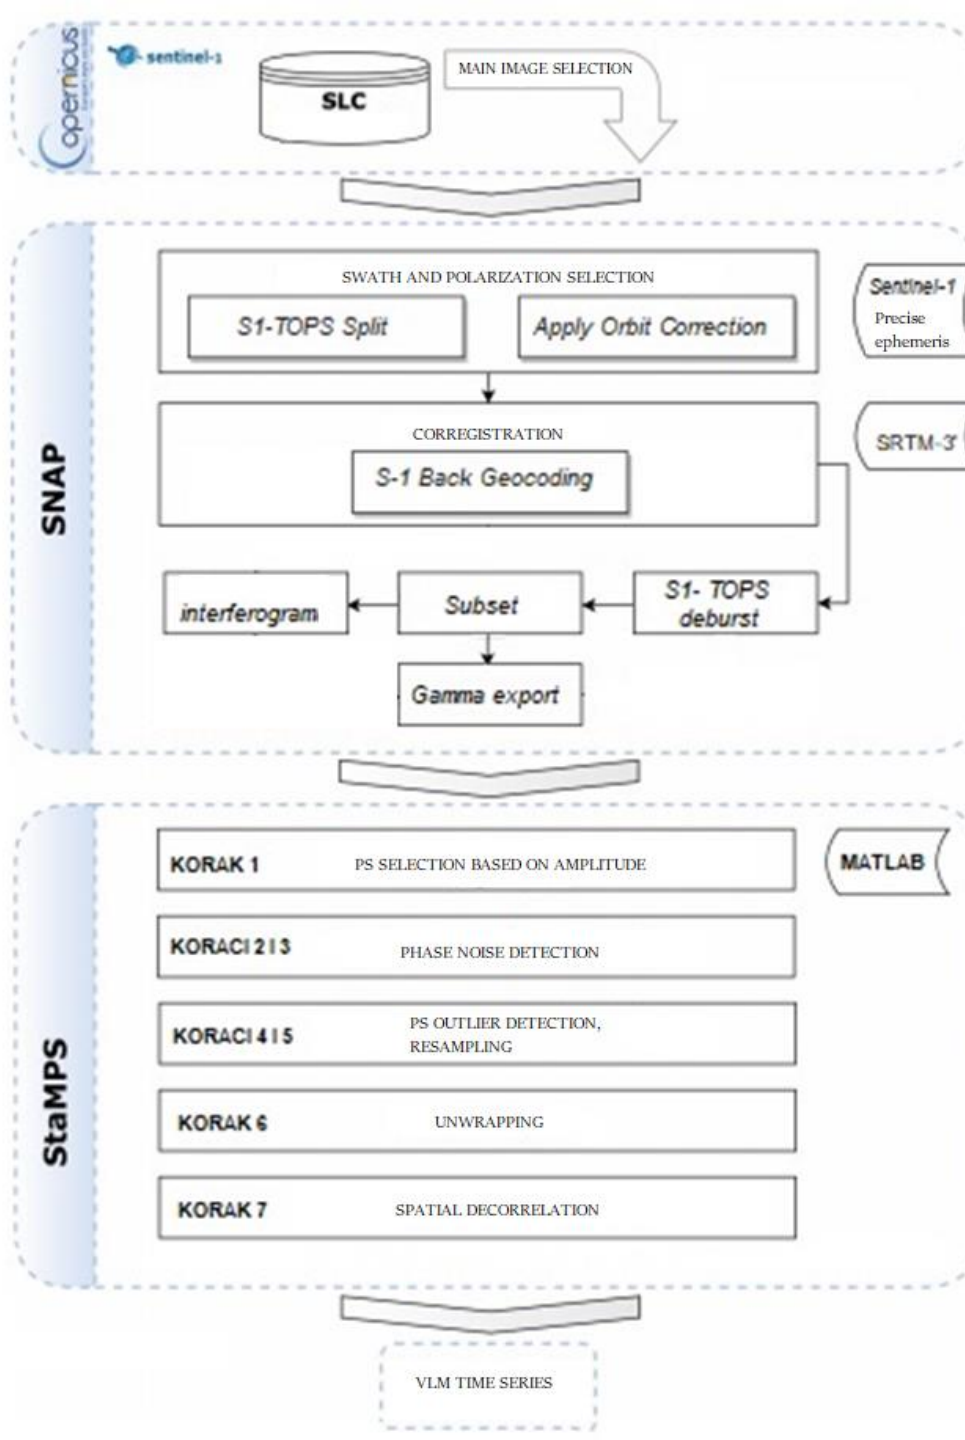 opernicus
sentinel-1
SLC
MAIN IMAGE SELECTION
SNAP
SWATH AND POLARIZATION SELECTION
S1-TOPS Split
Apply Orbit Correction
Sentinel-1
Precise
ephemeris
CORREGISTRATION
S-1 Back Geocoding
SRTM-3'
interferogram
Subset
S1- TOPS
deburst
Gamma export
StaMPS
KORAK 1
PS SELECTION BASED ON AMPLITUDE
MATLAB
KORACI 2 I 3
PHASE NOISE DETECTION
KORACI 4 I 5
PS OUTLIER DETECTION,
RESAMPLING
KORAK 6
UNWRAPPING
KORAK 7
SPATIAL DECORRELATION
VLM TIME SERIES